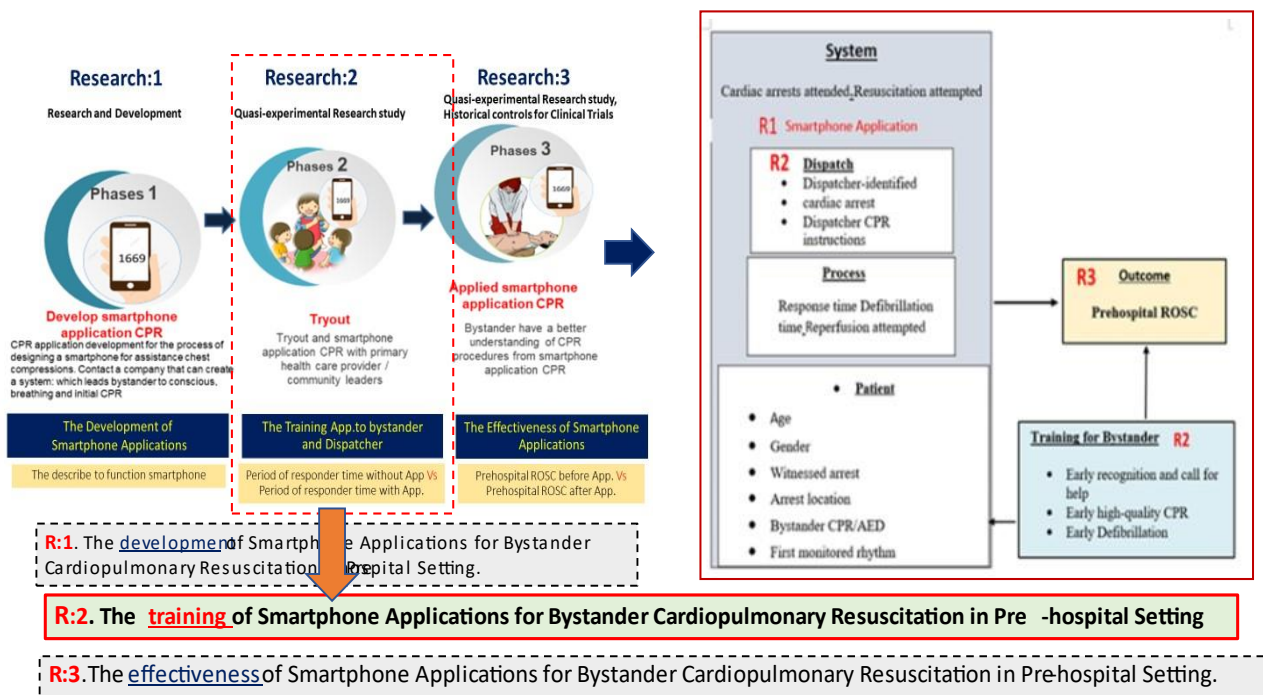 Research:1
Research and Development
Phases 1
1669
Develop smartphone
application CPR
CPR application development for the process of
designing a smartphone for assistance chest
compressions. Contact a company that can create
a system: which leads bystander to conscious,
breathing and initial CPR
The Development of
Smartphone Applications
The describe to function smartphone
Research:2
Quasi-experimental Research study
Phases 2
1669
Tryout
Tryout and smartphone
application CPR with primary
health care provider /
community leaders
The Training App.to bystander
and Dispatcher
Period of responder time without App Vs
Period of responder time with App.
Research:3
Quasi-experimental Research study,
Historical controls for Clinical Trials
Phases 3
1669
Applied smartphone
application CPR
Bystander have a better
understanding of CPR
procedures from smartphone
application CPR
The Effectiveness of Smartphone
Applications
Prehospital ROSC before App. Vs
Prehospital ROSC after App.
System
Cardiac arrests attended,Resuscitation attempted
R1 Smartphone Application
R2 Dispatch
• Dispatcher-identified
• cardiac arrest
• Dispatcher CPR
instructions
Process
Response time Defibrillation
time,Reperfusion attempted
• Patient
• Age
• Gender
• Witnessed arrest
• Arrest location
• Bystander CPR/AED
• First monitored rhythm
R3 Outcome
Prehospital ROSC
Training for Bystander R2
• Early recognition and call for
help
• Early high-quality CPR
• Early Defibrillation
R:1. The development of Smartphone Applications for Bystander
Cardiopulmonary Resuscitation Prehospital Setting.
R:2. The training of Smartphone Applications for Bystander Cardiopulmonary Resuscitation in Pre -hospital Setting
R:3.The effectiveness of Smartphone Applications for Bystander Cardiopulmonary Resuscitation in Pre-hospital Setting.